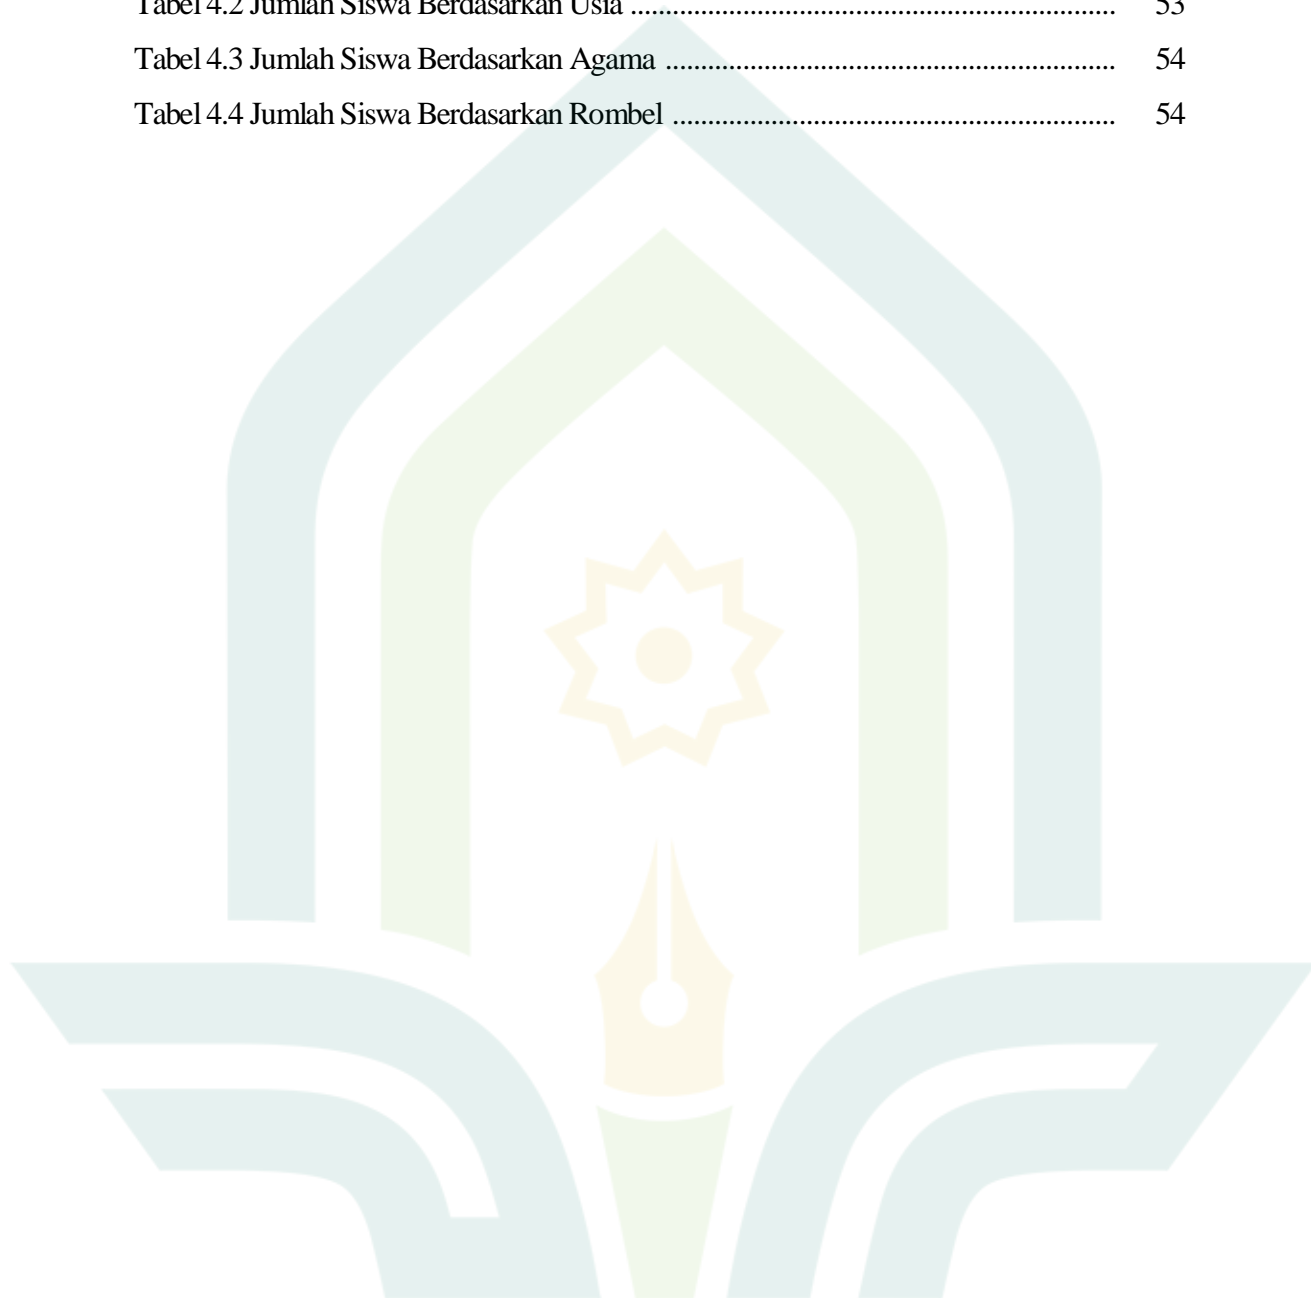 Tabel 4.2 Jumlah Siswa Berdasarkan Usia ..................................................................... 53
Tabel 4.3 Jumlah Siswa Berdasarkan Agama ................................................................ 54
Tabel 4.4 Jumlah Siswa Berdasarkan Rombel ............................................................... 54